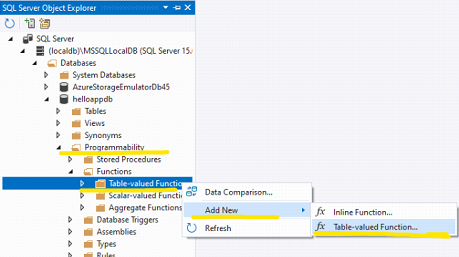 SQL Server Object Explorer
SQL Server
(localdb)\MSSQLLocalDB (SQL Server 15.
Databases
System Databases
AzureStorageEmulatorDb45
helloappdb
Tables
Views
Synonyms
Programmability
Stored Procedures
Functions
Table-valued Functio
Scalar-valued Functio
Aggregate Functions
Database Triggers
Assemblies
Types
Rules
Data Comparison...
Add New
Refresh
fx Inline Function...
fx Table-valued Function...